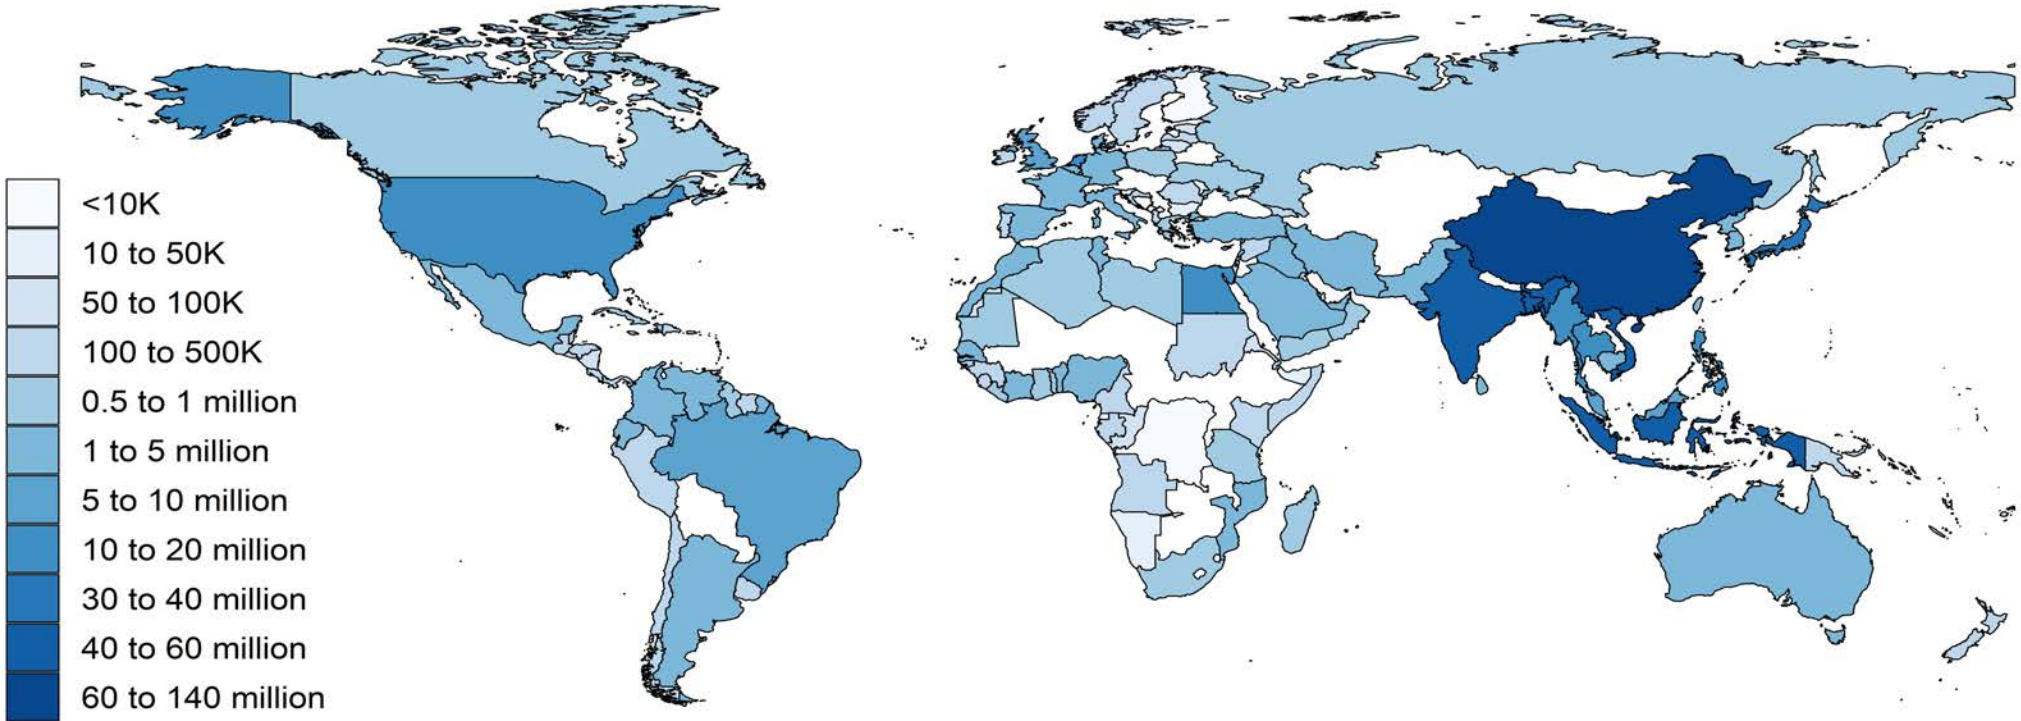 <10K
10 to 50K
50 to 100K
100 to 500K
0.5 to 1 million
1 to 5 million
5 to 10 million
10 to 20 million
30 to 40 million
40 to 60 million
60 to 140 million